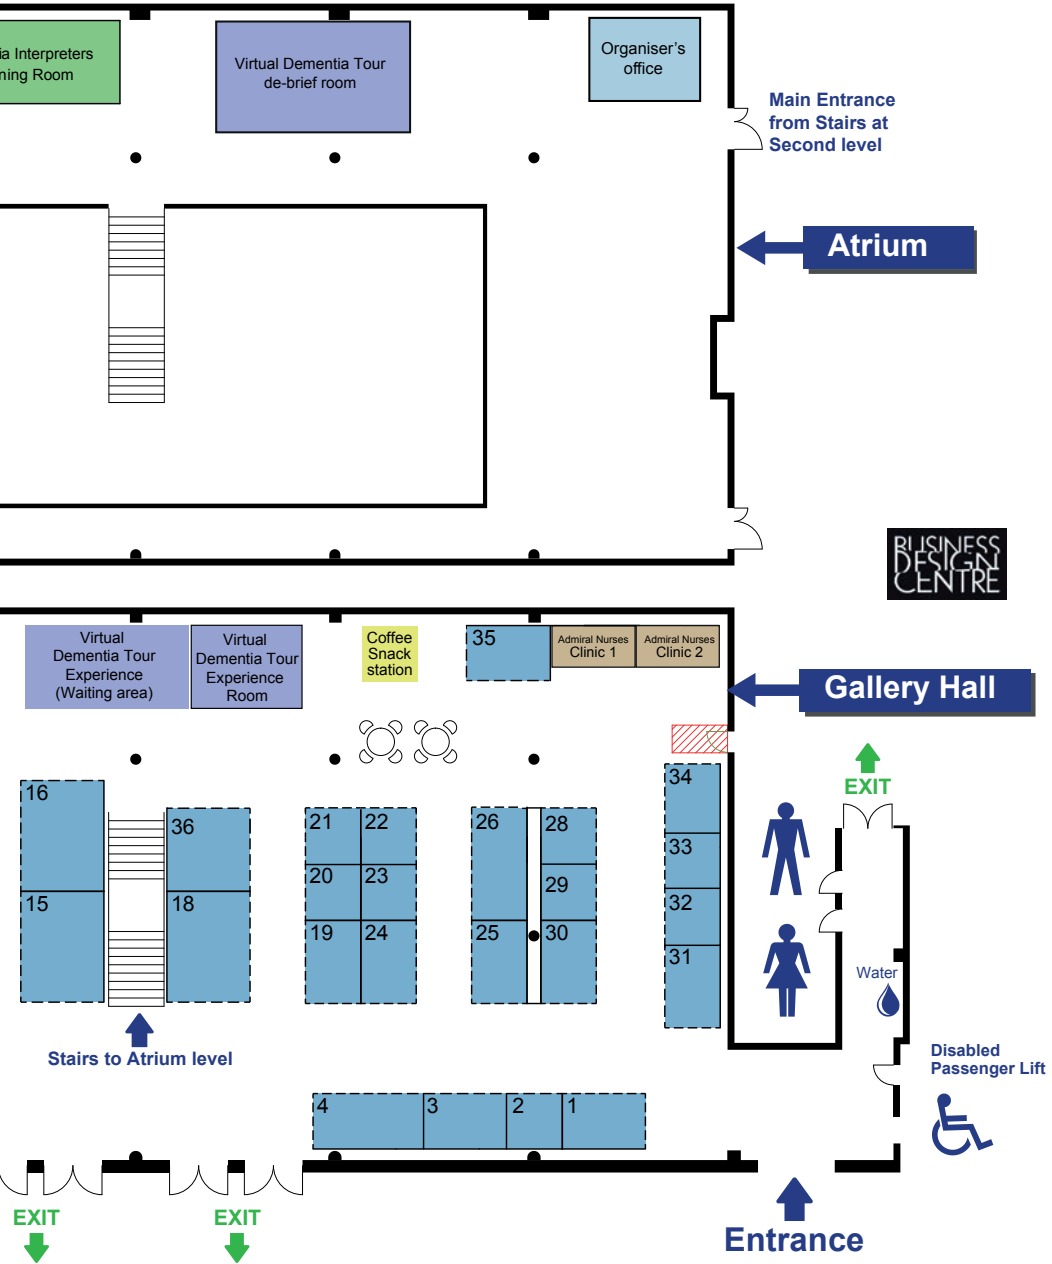 ia Interpreters
ning Room
Virtual Dementia Tour
de-brief room
Organiser's
office
Main Entrance
from Stairs at
Second level
Atrium
BUSINESS
DESIGN
CENTRE
Virtual
Dementia Tour
Experience
(Waiting area)
Virtual
Dementia Tour
Experience
Room
Coffee
Snack
station
35
Admiral Nurses
Clinic 1
Admiral Nurses
Clinic 2
Gallery Hall
EXIT
16
36
15
18
21
22
20
23
19
24
26
28
29
25
30
34
33
32
31
Water
Stairs to Atrium level
Disabled
Passenger Lift
4
3
2
1
EXIT
EXIT
Entrance